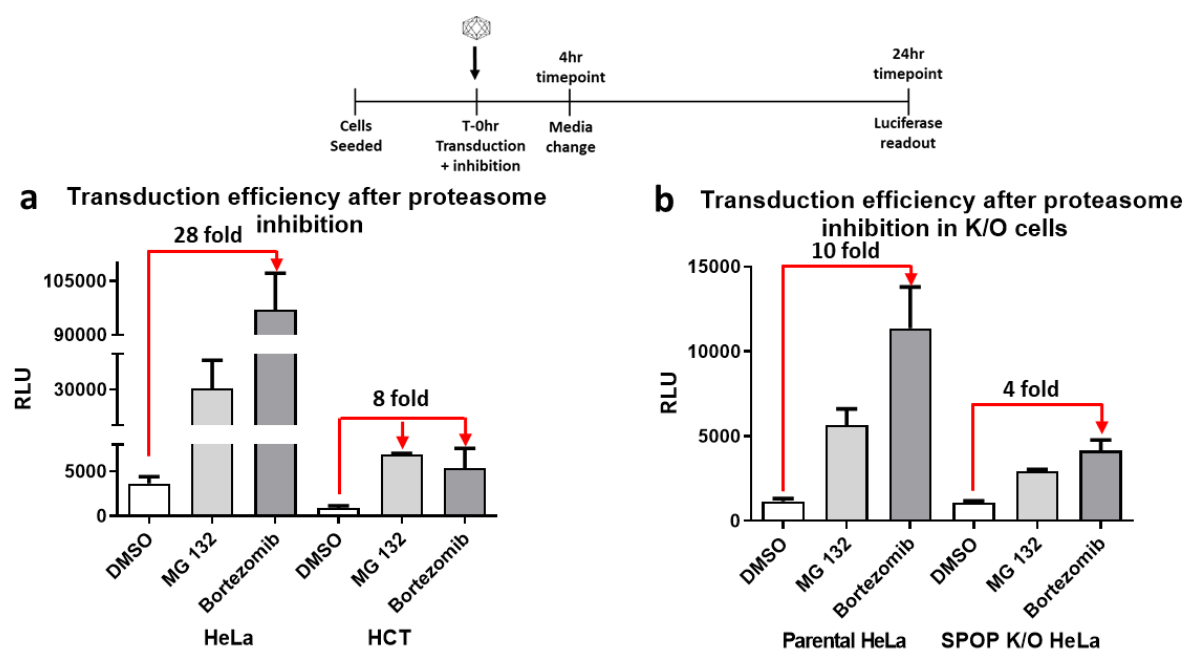 4hr
timepoint
24hr
timepoint
Cells
Seeded
T-0hr
Transduction
+ inhibition
Media
change
Luciferase
readout
a
Transduction efficiency after proteasome
inhibition
28 fold
105000
90000
30000
5000
0
RLU
8 fold
DMSO
MG 132
Bortezomib
DMSO
MG 132
Bortezomib
HeLa
HCT
b
Transduction efficiency after proteasome
inhibition in K/O cells
10 fold
15000
10000
5000
0
RLU
4 fold
DMSO
MG 132
Bortezomib
DMSO
MG 132
Bortezomib
Parental HeLa
SPOP K/O HeLa